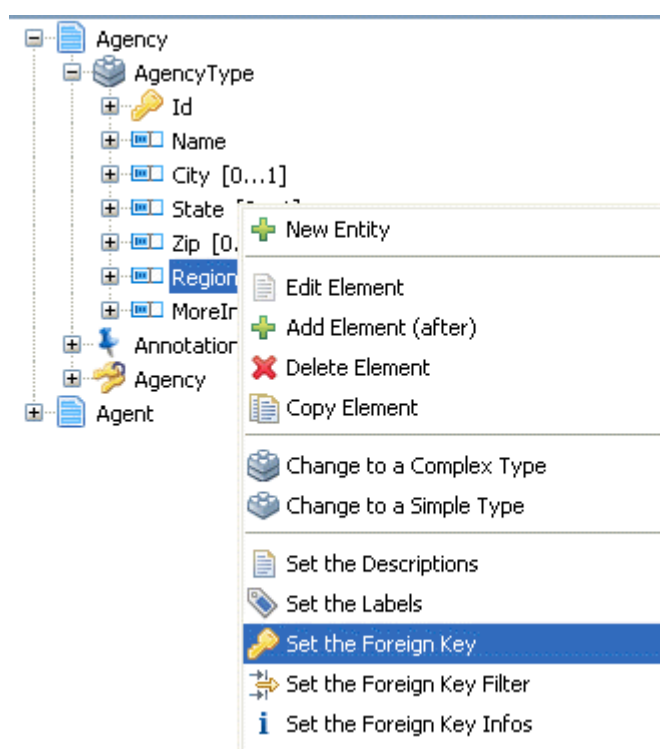 Agency
AgencyType
Id
Name
City [0...1]
State
Zip [0.
Region
MoreIn
Annotation
Agency
Agent
New Entity
Edit Element
Add Element (after)
Delete Element
Copy Element
Change to a Complex Type
Change to a Simple Type
Set the Descriptions
Set the Labels
Set the Foreign Key
Set the Foreign Key Filter
Set the Foreign Key Infos